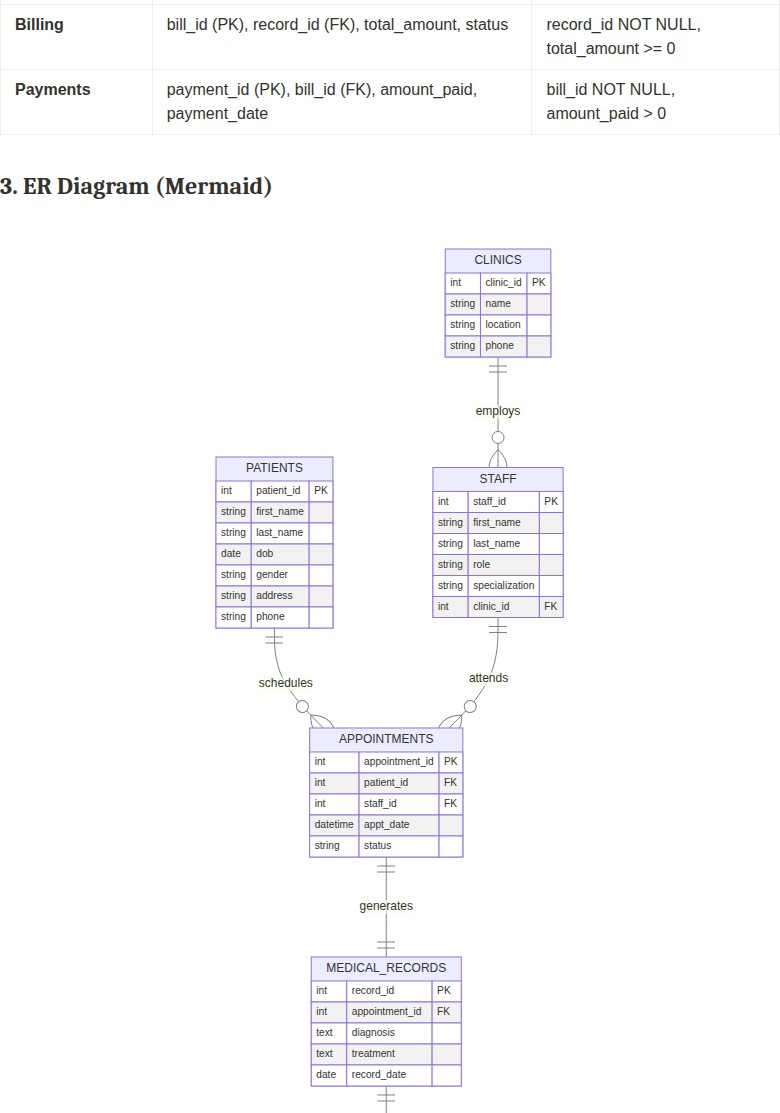 Billing bill_id (PK), record_id (FK), total_amount, status record_id NOT NULL,
total_amount >= 0
Payments payment_id (PK), bill_id (FK), amount_paid, bill_id NOT NULL,
payment_date amount_paid > 0
3. ER Diagram (Mermaid)
CLINICS
int clinic_id PK
string name
string location
string phone
employs
PATIENTS
int patient_id PK
string first_name
string last_name
date dob
string gender
string address
string phone
STAFF
int staff_id PK
string first_name
string last_name
string role
string specialization
int clinic_id FK
schedules
attends
APPOINTMENTS
int appointment_id PK
int patient_id FK
int staff_id FK
datetime appt_date
string status
generates
MEDICAL_RECORDS
int record_id PK
int appointment_id FK
text diagnosis
text treatment
date record_date